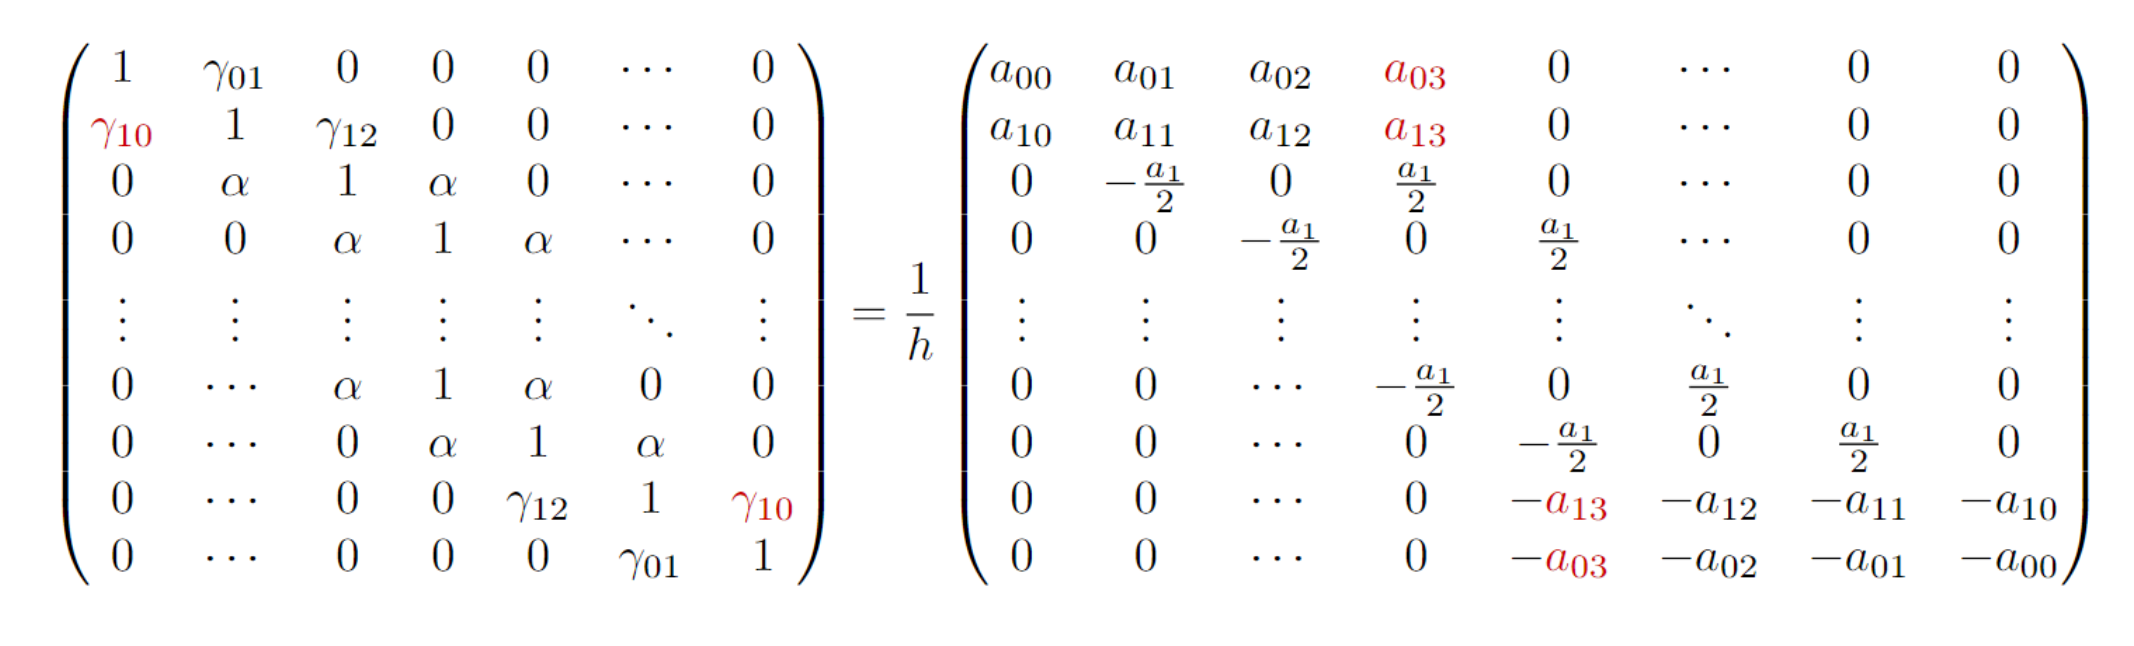 1 γ01 0 0 0 ⋯ 0 a00 a01 a02 a03 0 ⋯ 0 0
γ10 1 γ12 0 0 ⋯ 0 a10 a11 a12 a13 0 ⋯ 0 0
0 α 1 α 0 ⋯ 0 0 −a1/2 0 a1/2 0 ⋯ 0 0
0 0 α 1 α ⋯ 0 0 0 −a1/2 0 a1/2 ⋯ 0 0
⋮ ⋮ ⋮ ⋮ ⋮ ⋱ ⋮ = 1/h ⋮ ⋮ ⋮ ⋮ ⋮ ⋱ ⋮ ⋮
0 ⋯ α 1 α 0 0 0 0 ⋯ −a1/2 0 a1/2 0 0
0 ⋯ 0 α 1 α 0 0 0 ⋯ 0 −a1/2 0 a1/2 0
0 ⋯ 0 0 γ12 1 γ10 0 0 ⋯ 0 −a13 −a12 −a11 −a10
0 ⋯ 0 0 0 γ01 1 0 0 ⋯ 0 −a03 −a02 −a01 −a00